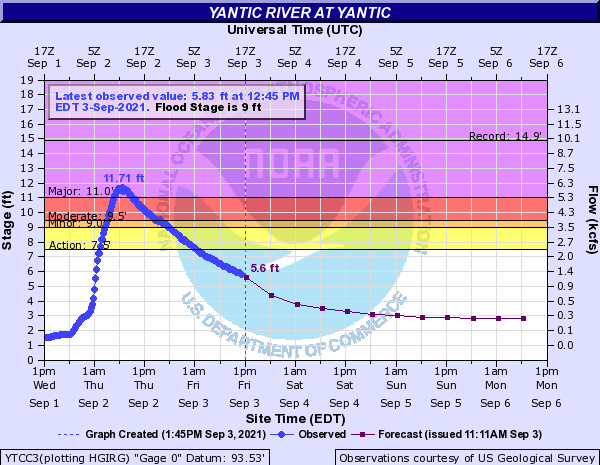 YANTIC RIVER AT YANTIC
Universal Time (UTC)
17Z 5Z 17Z 5Z 17Z 5Z 17Z 5Z 17Z 5Z 17Z
Sep 1 Sep 2 Sep 2 Sep 3 Sep 3 Sep 4 Sep 4 Sep 5 Sep 5 Sep 6 Sep 6
Latest observed value: 5.83 ft at 12:45 PM
EDT 3-Sep-2021. Flood Stage is 9 ft
Stage (ft)
19
18
17
16
15
14
13
12
11
10
9
8
7
6
5
4
3
2
1
0
Record: 14.9'
11.71 ft
Major: 11.0'
Moderate: 9.5'
Minor: 9.0'
Action: 7.5'
5.6 ft
NOAA
U.S. DEPARTMENT OF COMMERCE
Flow (kcfs)
13.1
11.5
10.1
8.7
7.5
6.3
5.3
4.3
3.5
2.7
2.0
1.4
0.9
0.5
0.3
0.1
0.0
1pm 1am 1pm 1am 1pm 1am 1pm 1am 1pm 1am 1pm
Wed Thu Thu Fri Fri Sat Sat Sun Sun Mon Mon
Sep 1 Sep 2 Sep 2 Sep 3 Sep 3 Sep 4 Sep 4 Sep 5 Sep 5 Sep 6 Sep 6
Site Time (EDT)
Graph Created (1:45PM Sep 3, 2021) Observed Forecast (issued 11:11AM Sep 3)
YTCC3(plotting HGIRG) "Gage 0" Datum: 93.53'
Observations courtesy of US Geological Survey